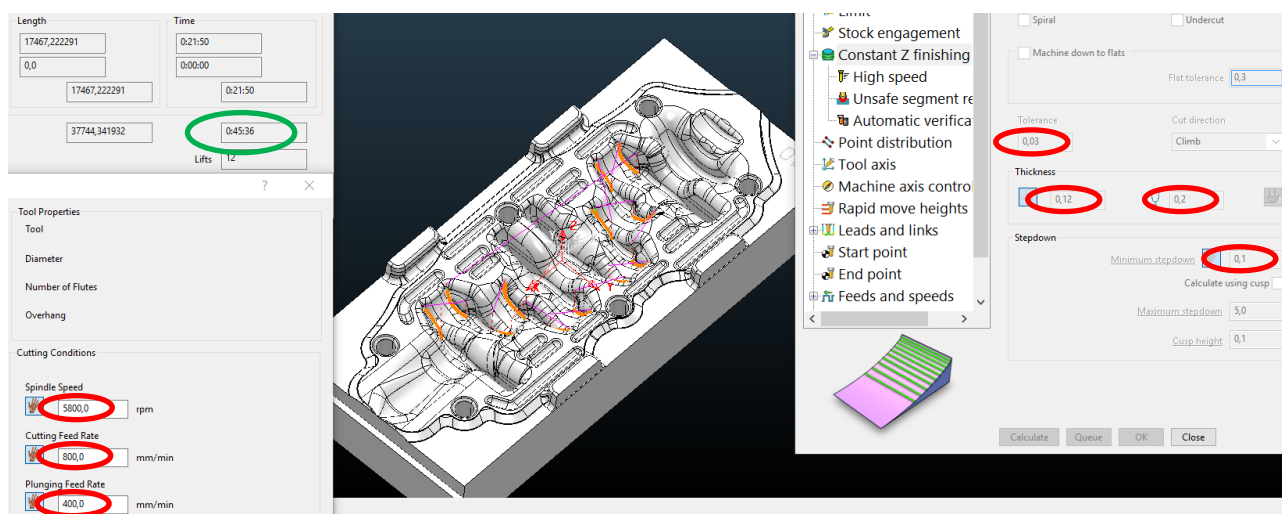 Length
Time
17467,222291
0:21:50
0,0
0:00:00
17467,222291
0:21:50
37744,341932
0:45:36
Lifts
12
? ×
Tool Properties
Tool
Diameter
Number of Flutes
Overhang
Cutting Conditions
Spindle Speed
5800,0 rpm
Cutting Feed Rate
800,0 mm/min
Plunging Feed Rate
400,0 mm/min
Limit
Stock engagement
Constant Z finishing
High speed
Unsafe segment re
Automatic verifica
Point distribution
Tool axis
Machine axis contro
Rapid move heights
Leads and links
Start point
End point
Feeds and speeds
Spiral
Undercut
Machine down to flats
Flat tolerance 0,3
Tolerance
Cut direction
0,03
Climb
Thickness
0,12
0,2
Stepdown
Minimum stepdown 0,1
Calculate using cusp
Maximum stepdown 5,0
Cusp height 0,1
Calculate Queue OK Close